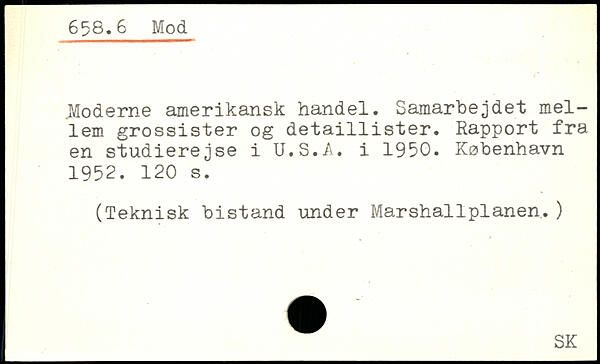 658.6 Mod
Moderne amerikansk handel. Samarbejdet mel-
lem grossister og detaillister. Rapport fra
en studierejse i U.S.A. i 1950. København
1952. 120 s.
(Teknisk bistand under Marshallplanen.)
SK